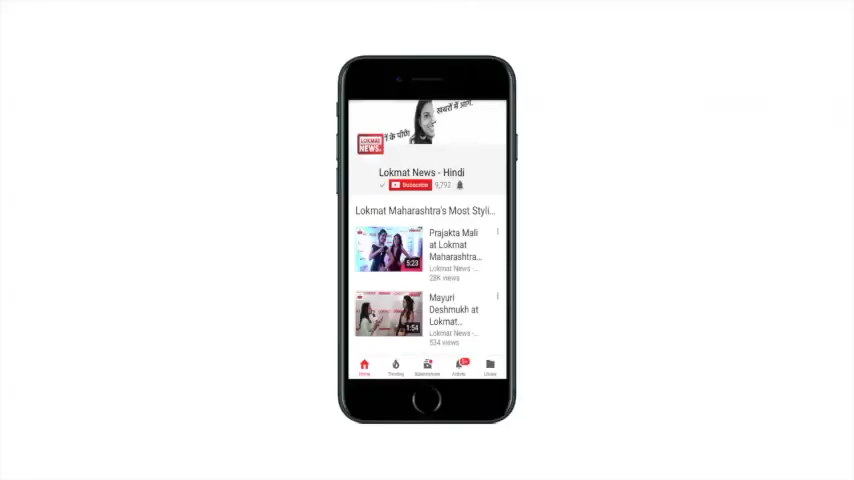 खबरों में आगे,
ों के पीछे!
LOKMAT
NEWS
Lokmat News - Hindi
Subscribe 9,792
Lokmat Maharashtra's Most Styli...
Prajakta Mali
at Lokmat
Maharashtra...
Lokmat News -...
28K views
5:23
Mayuri
Deshmukh at
Lokmat...
Lokmat News -...
534 views
1:54
Home Trending Subscriptions Activity Library